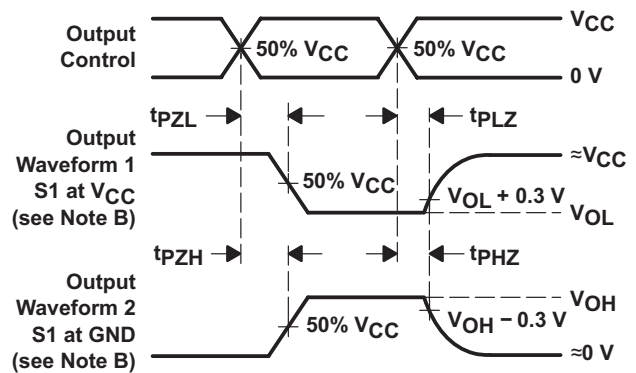 Output
Control
50% VCC
50% VCC
VCC
0 V
tPZL
tPLZ
Output
Waveform 1
S1 at VCC
(see Note B)
50% VCC
≈VCC
VOL + 0.3 V
VOL
tPZH
tPHZ
Output
Waveform 2
S1 at GND
(see Note B)
50% VCC
VOH
VOH − 0.3 V
≈0 V